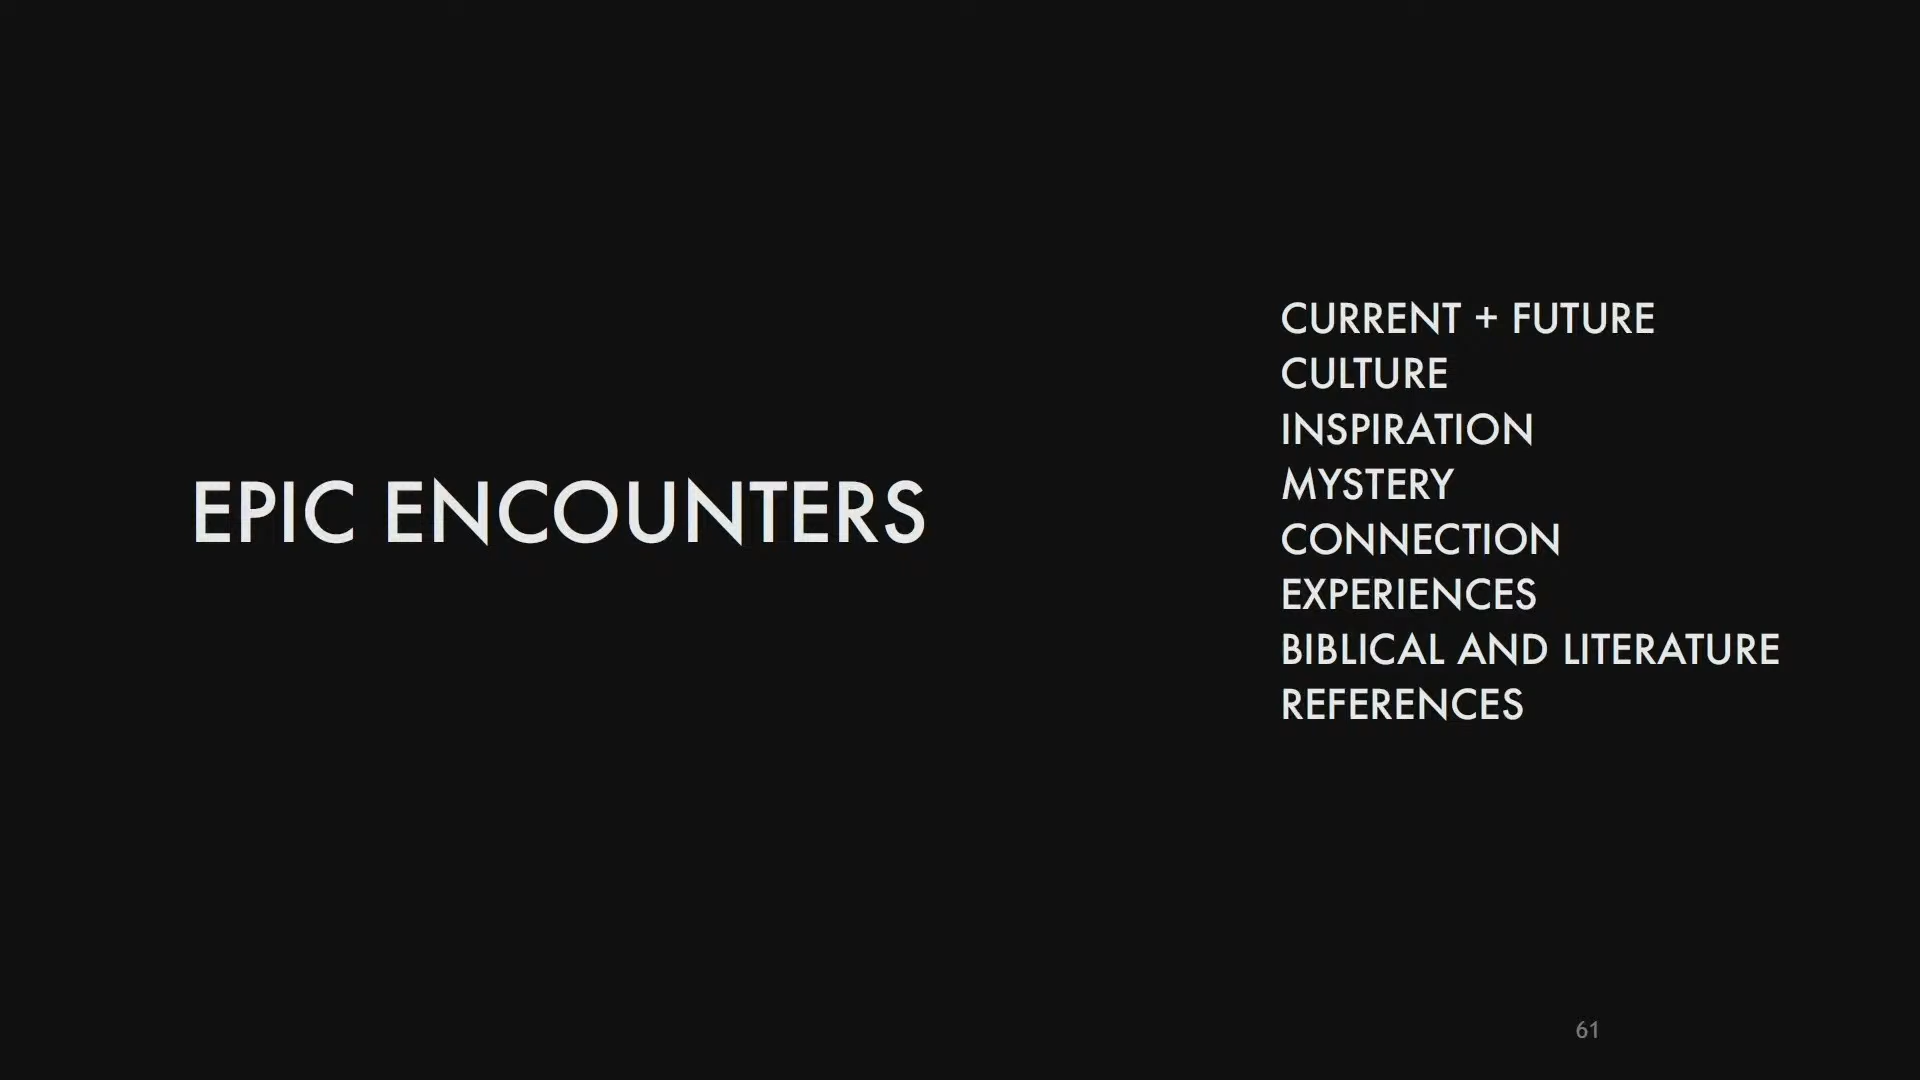 EPIC ENCOUNTERS
CURRENT + FUTURE
CULTURE
INSPIRATION
MYSTERY
CONNECTION
EXPERIENCES
BIBLICAL AND LITERATURE
REFERENCES
61